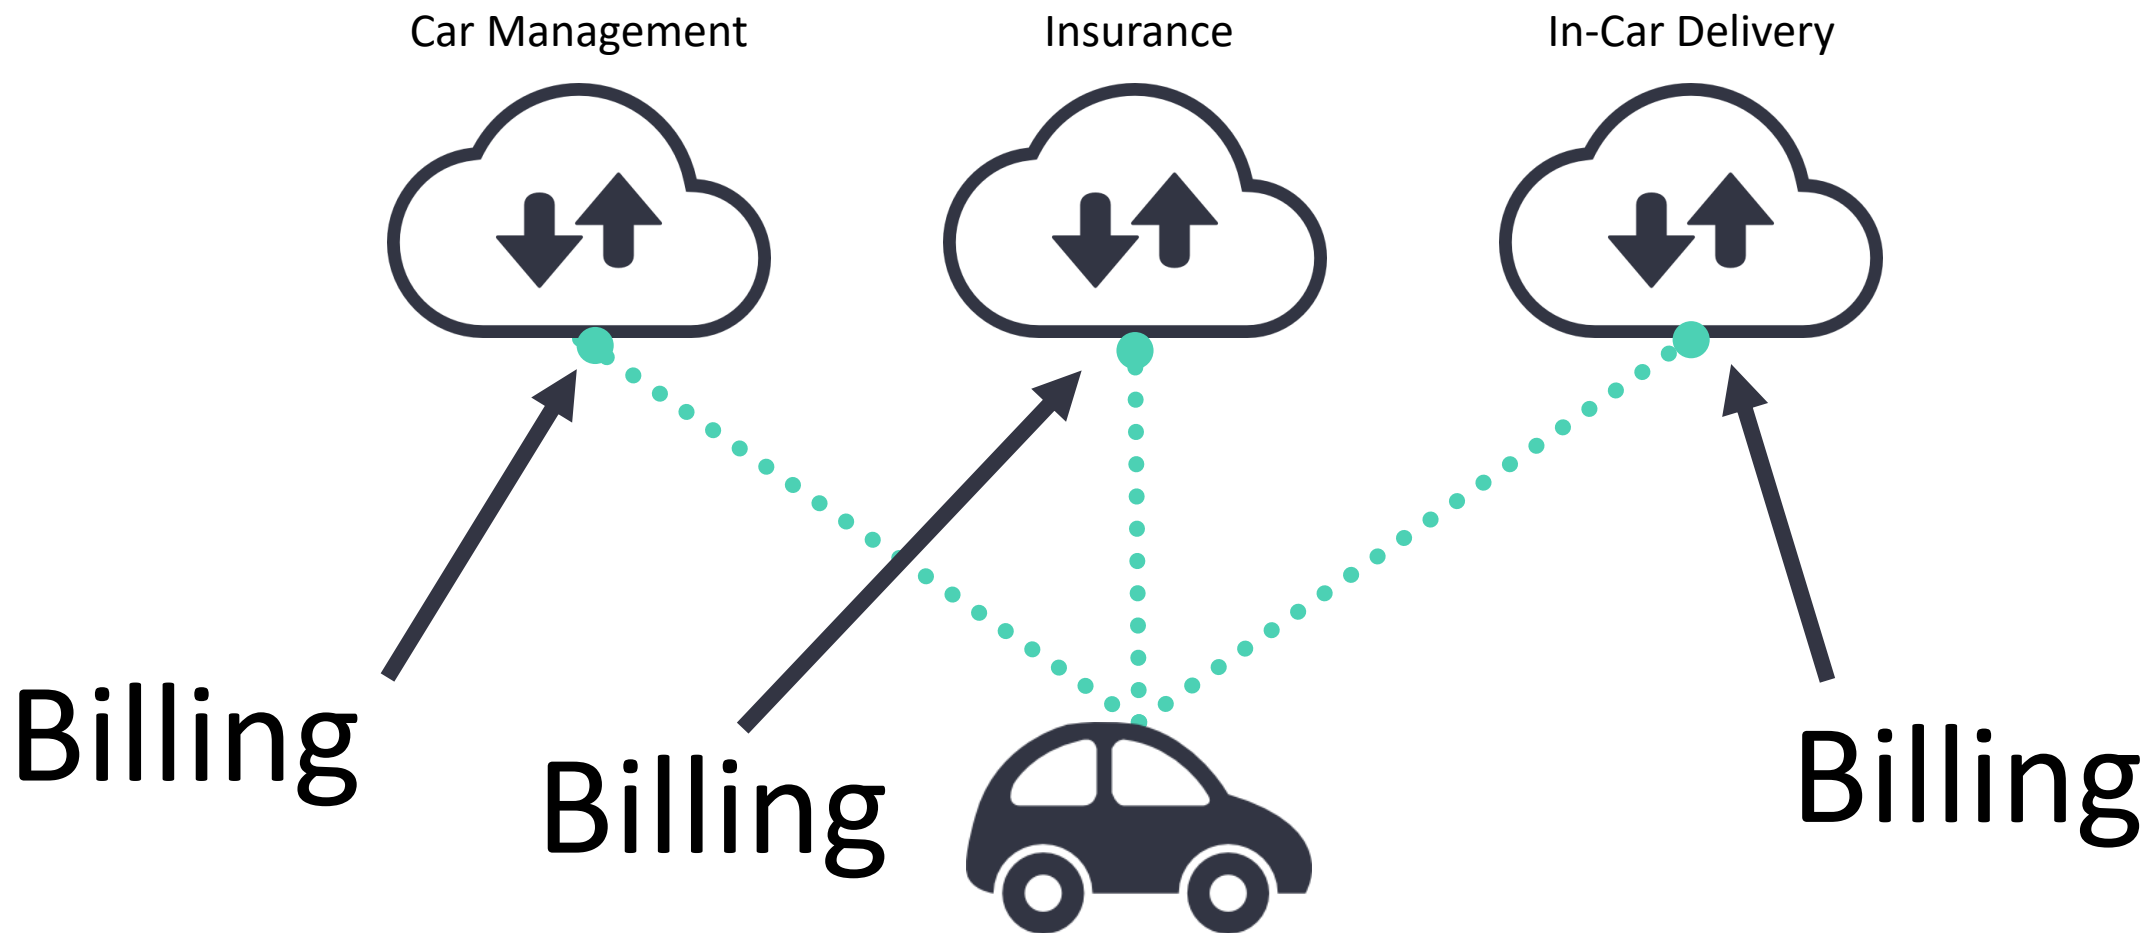 Car Management
Insurance
In-Car Delivery
Billing
Billing
Billing